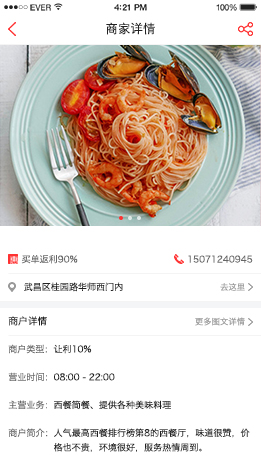 EVER 4:21 PM 100%
商家详情
惠 买单返利90% 15071240945
武昌区桂园路华师西门内 去这里
商户详情 更多图文详情
商户类型: 让利10%
营业时间: 08:00 - 22:00
主营业务: 西餐简餐、提供各种美味料理
商户简介: 人气最高西餐排行榜第8的西餐厅，味道很赞，价
格也不贵，环境很好，服务热情周到。